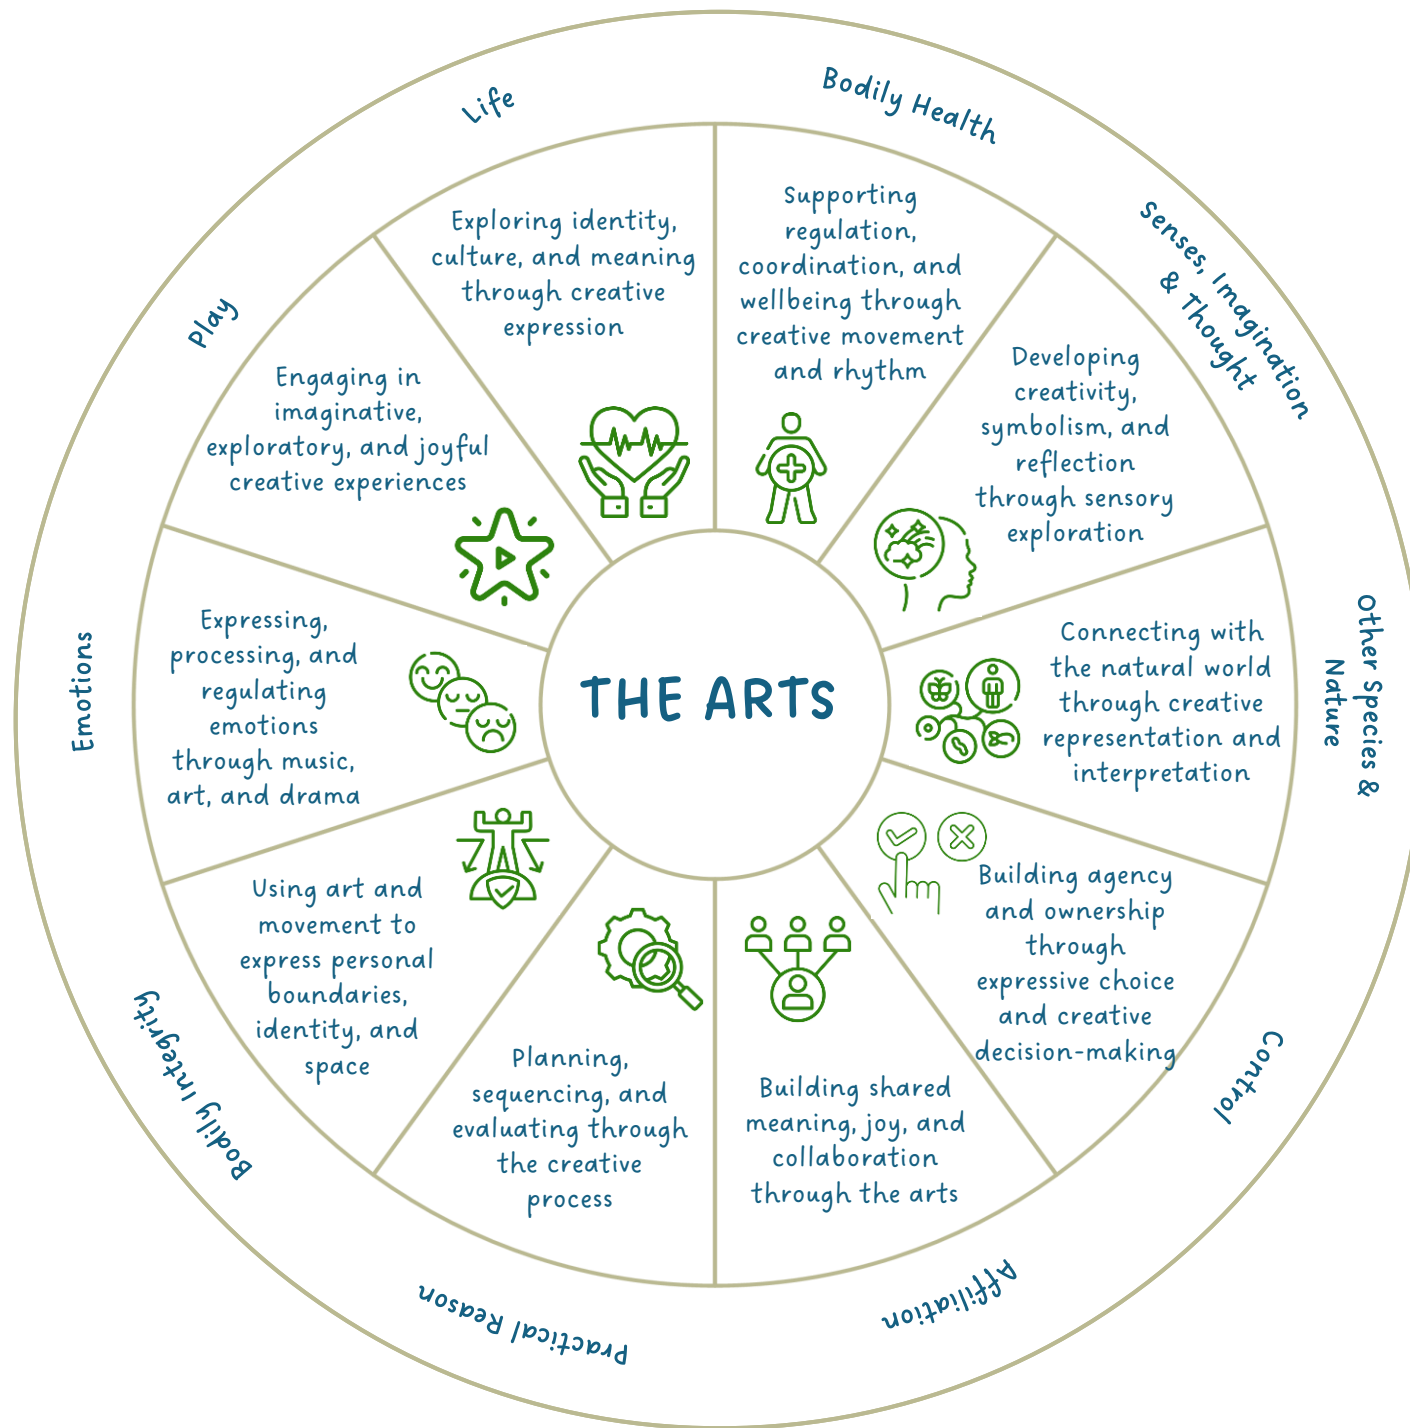 THE ARTS
Life
Exploring identity,
culture, and meaning
through creative
expression
Bodily Health
Supporting
regulation,
coordination, and
wellbeing through
creative movement
and rhythm
Senses, Imagination
& Thought
Developing
creativity,
symbolism, and
reflection
through sensory
exploration
Other Species &
Nature
Connecting with
the natural world
through creative
representation and
interpretation
Control
Building agency
and ownership
through
expressive choice
and creative
decision-making
Affiliation
Building shared
meaning, joy, and
collaboration
through the arts
Practical Reason
Planning,
sequencing, and
evaluating through
the creative
process
Bodily Integrity
Using art and
movement to
express personal
boundaries,
identity, and
space
Emotions
Expressing,
processing, and
regulating
emotions
through music,
art, and drama
Play
Engaging in
imaginative,
exploratory, and joyful
creative experiences